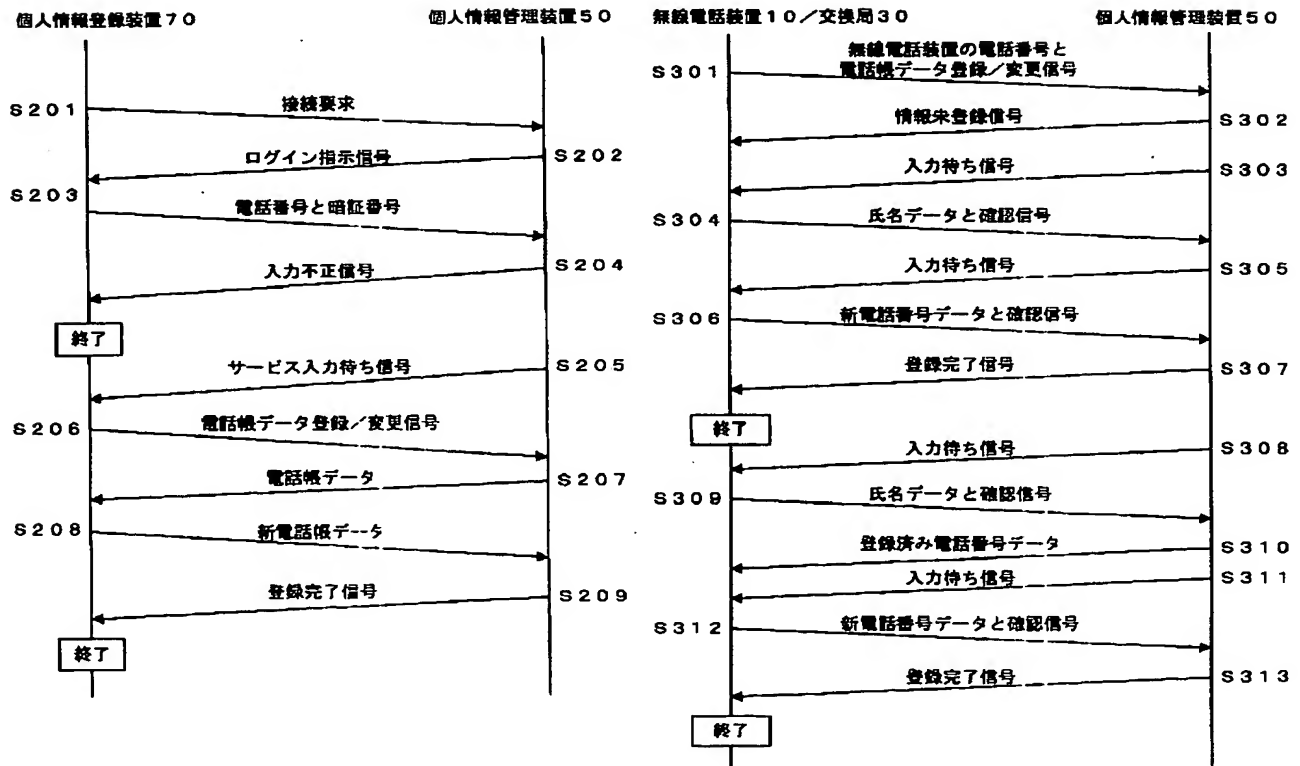 個人情報登録装置70
個人情報管理装置50
S201
接続要求
ログイン指示信号
S202
S203
電話番号と暗証番号
入力不正信号
S204
終了
サービス入力待ち信号
S205
S206
電話帳データ登録/変更信号
電話帳データ
S207
S208
新電話帳データ
登録完了信号
S209
終了
無線電話装置10/交換局30
個人情報管理装置50
無線電話装置の電話番号と
S301
電話帳データ登録/変更信号
情報未登録信号
S302
入力待ち信号
S303
S304
氏名データと確認信号
入力待ち信号
S305
S306
新電話番号データと確認信号
登録完了信号
S307
終了
入力待ち信号
S308
S309
氏名データと確認信号
登録済み電話番号データ
S310
入力待ち信号
S311
S312
新電話番号データと確認信号
登録完了信号
S313
終了